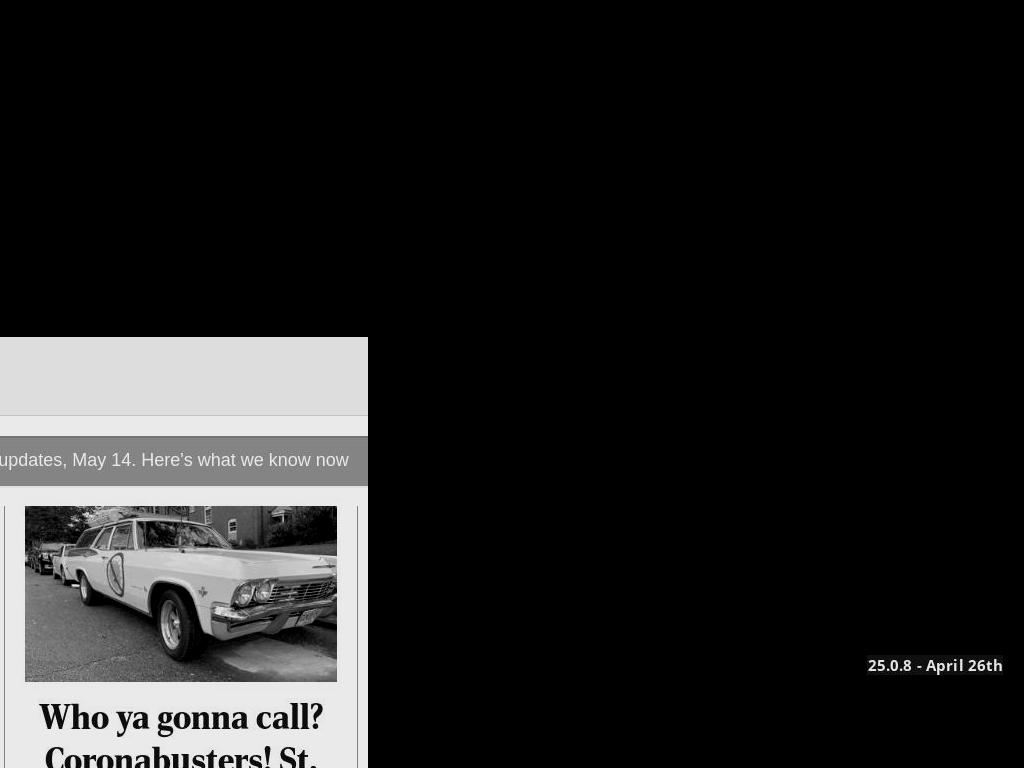 updates, May 14. Here's what we know now
Who ya gonna call?
Coronabusters! St.
25.0.8 - April 26th